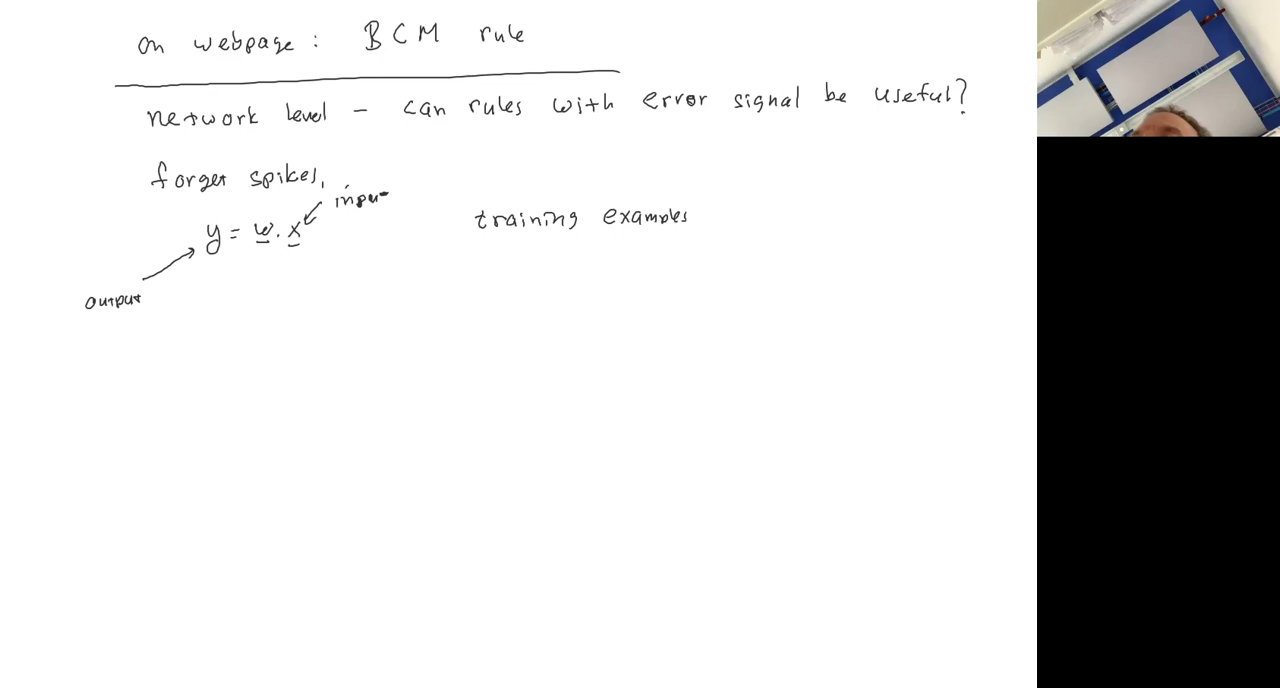 on webpage : BCM rule
network level - can rules with error signal be useful?
forget spikes,
input
y = w . x
training examples
output